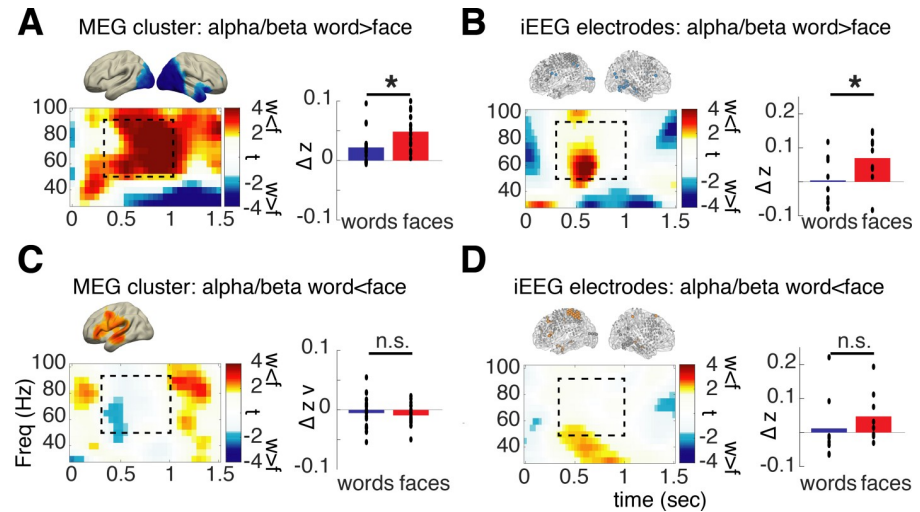 A MEG cluster: alpha/beta word>face
100
80
60
40
0 0.5 1 1.5
4
2
t
-2
-4
w<f
w>f
*
0.1
0
-0.1
Δ z
words faces
B iEEG electrodes: alpha/beta word>face
100
80
60
40
0 0.5 1 1.5
4
2
t
-2
-4
w<f
w>f
*
0.2
0
-0.1
Δ z
words faces
C MEG cluster: alpha/beta word<face
Freq (Hz)
100
80
60
40
0 0.5 1 1.5
4
2
t
-2
-4
w<f
w>f
n.s.
0.1
0
-0.1
Δ z v
words faces
D iEEG electrodes: alpha/beta word<face
100
80
60
40
0 0.5 1 1.5
time (sec)
4
2
t
-2
-4
w<f
w>f
n.s.
0.2
0.1
0
-0.1
Δ z
words faces